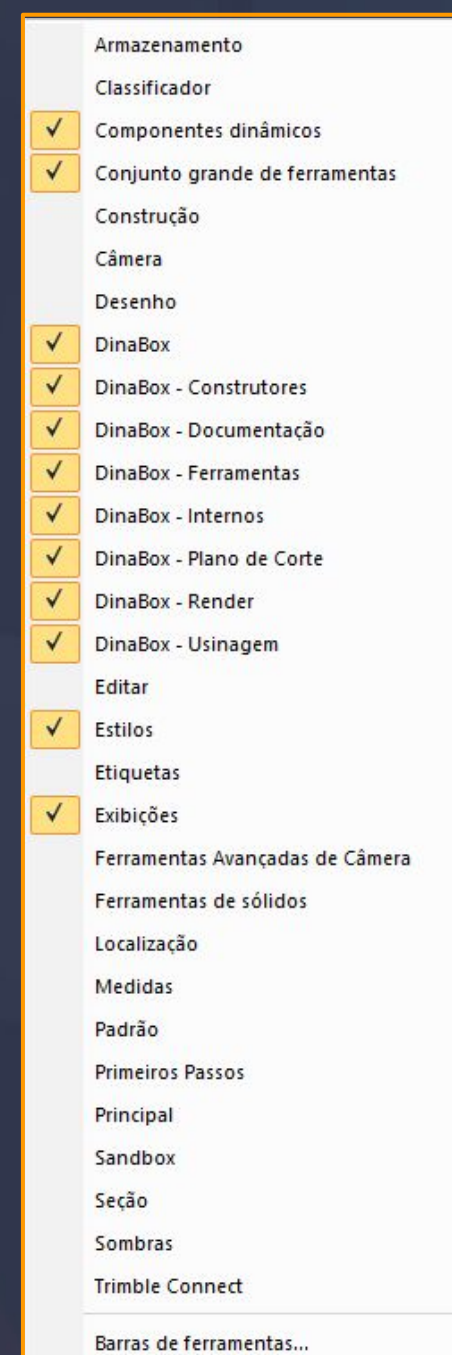 Armazenamento
Classificador
Componentes dinâmicos
Conjunto grande de ferramentas
Construção
Câmera
Desenho
DinaBox
DinaBox - Construtores
DinaBox - Documentação
DinaBox - Ferramentas
DinaBox - Internos
DinaBox - Plano de Corte
DinaBox - Render
DinaBox - Usinagem
Editar
Estilos
Etiquetas
Exibições
Ferramentas Avançadas de Câmera
Ferramentas de sólidos
Localização
Medidas
Padrão
Primeiros Passos
Principal
Sandbox
Seção
Sombras
Trimble Connect
Barras de ferramentas...